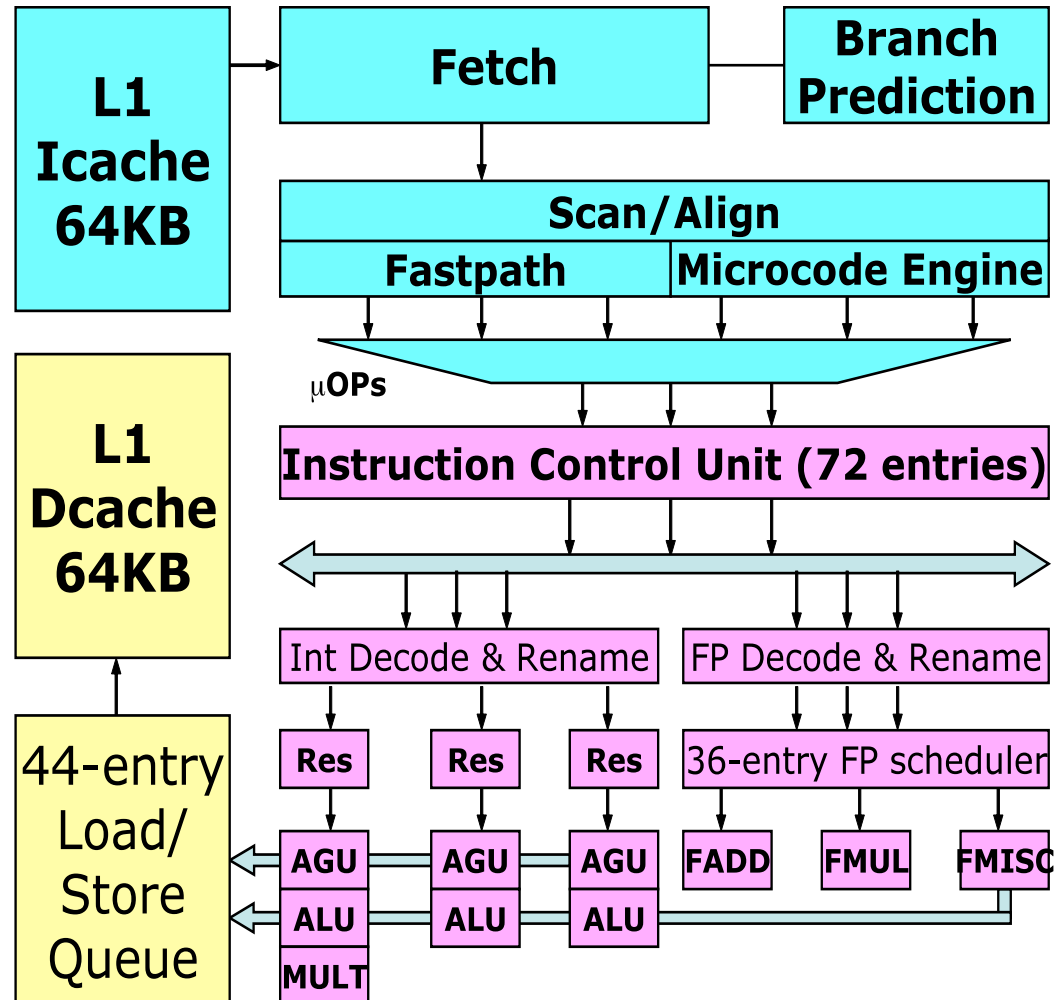 L1
Icache
64KB
Fetch
Branch
Prediction
Scan/Align
Fastpath
Microcode Engine
μOPs
Instruction Control Unit (72 entries)
L1
Dcache
64KB
Int Decode & Rename
FP Decode & Rename
Res
Res
Res
36-entry FP scheduler
44-entry
Load/
Store
Queue
AGU
AGU
AGU
FADD
FMUL
FMISC
ALU
ALU
ALU
MULT